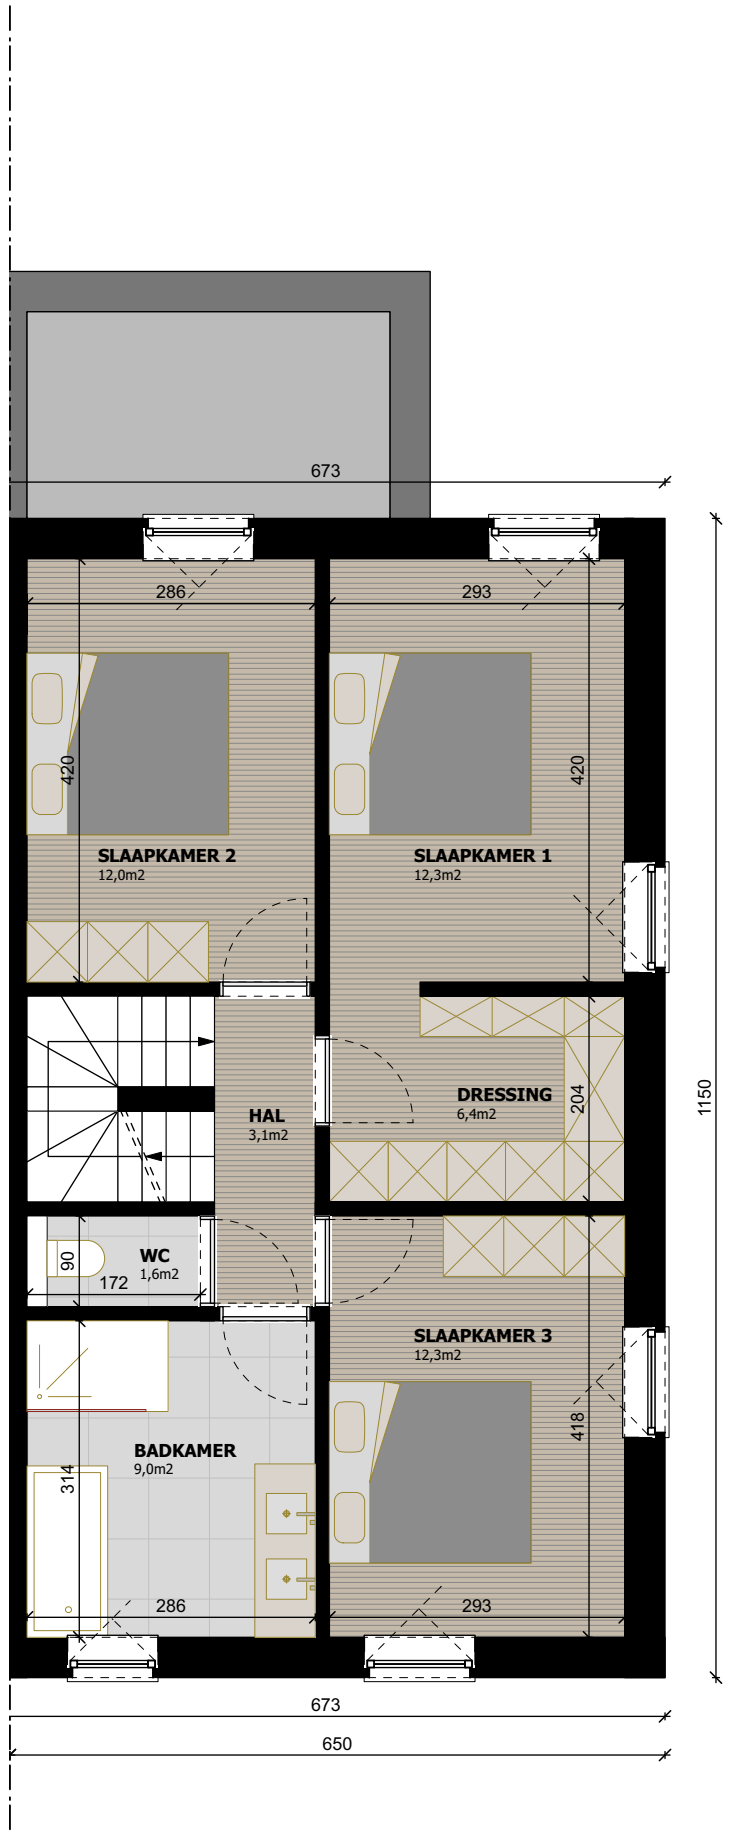 673
286
293
420
420
SLAAPKAMER 2
12,0m2
SLAAPKAMER 1
12,3m2
1150
HAL
3,1m2
DRESSING
6,4m2
204
WC
1,6m2
90
172
SLAAPKAMER 3
12,3m2
418
BADKAMER
9,0m2
314
286
293
673
650